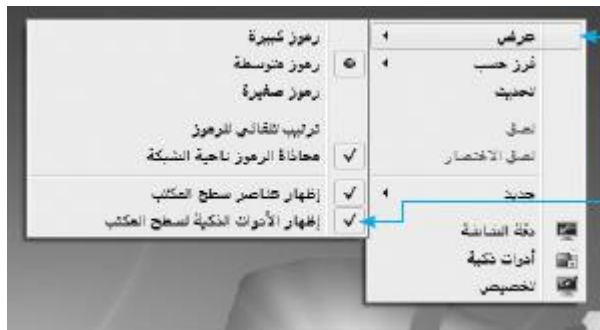 عرض
فرز حسب
تحديث
لصق
لصق الاختصار
جديد
دقة الشاشة
أدوات ذكية
تخصيص
رموز كبيرة
رموز متوسطة
رموز صغيرة
ترتيب تلقائي للرموز
محاذاة الرموز ناحية الشبكة
إظهار عناصر سطح المكتب
إظهار الأدوات الذكية لسطح المكتب